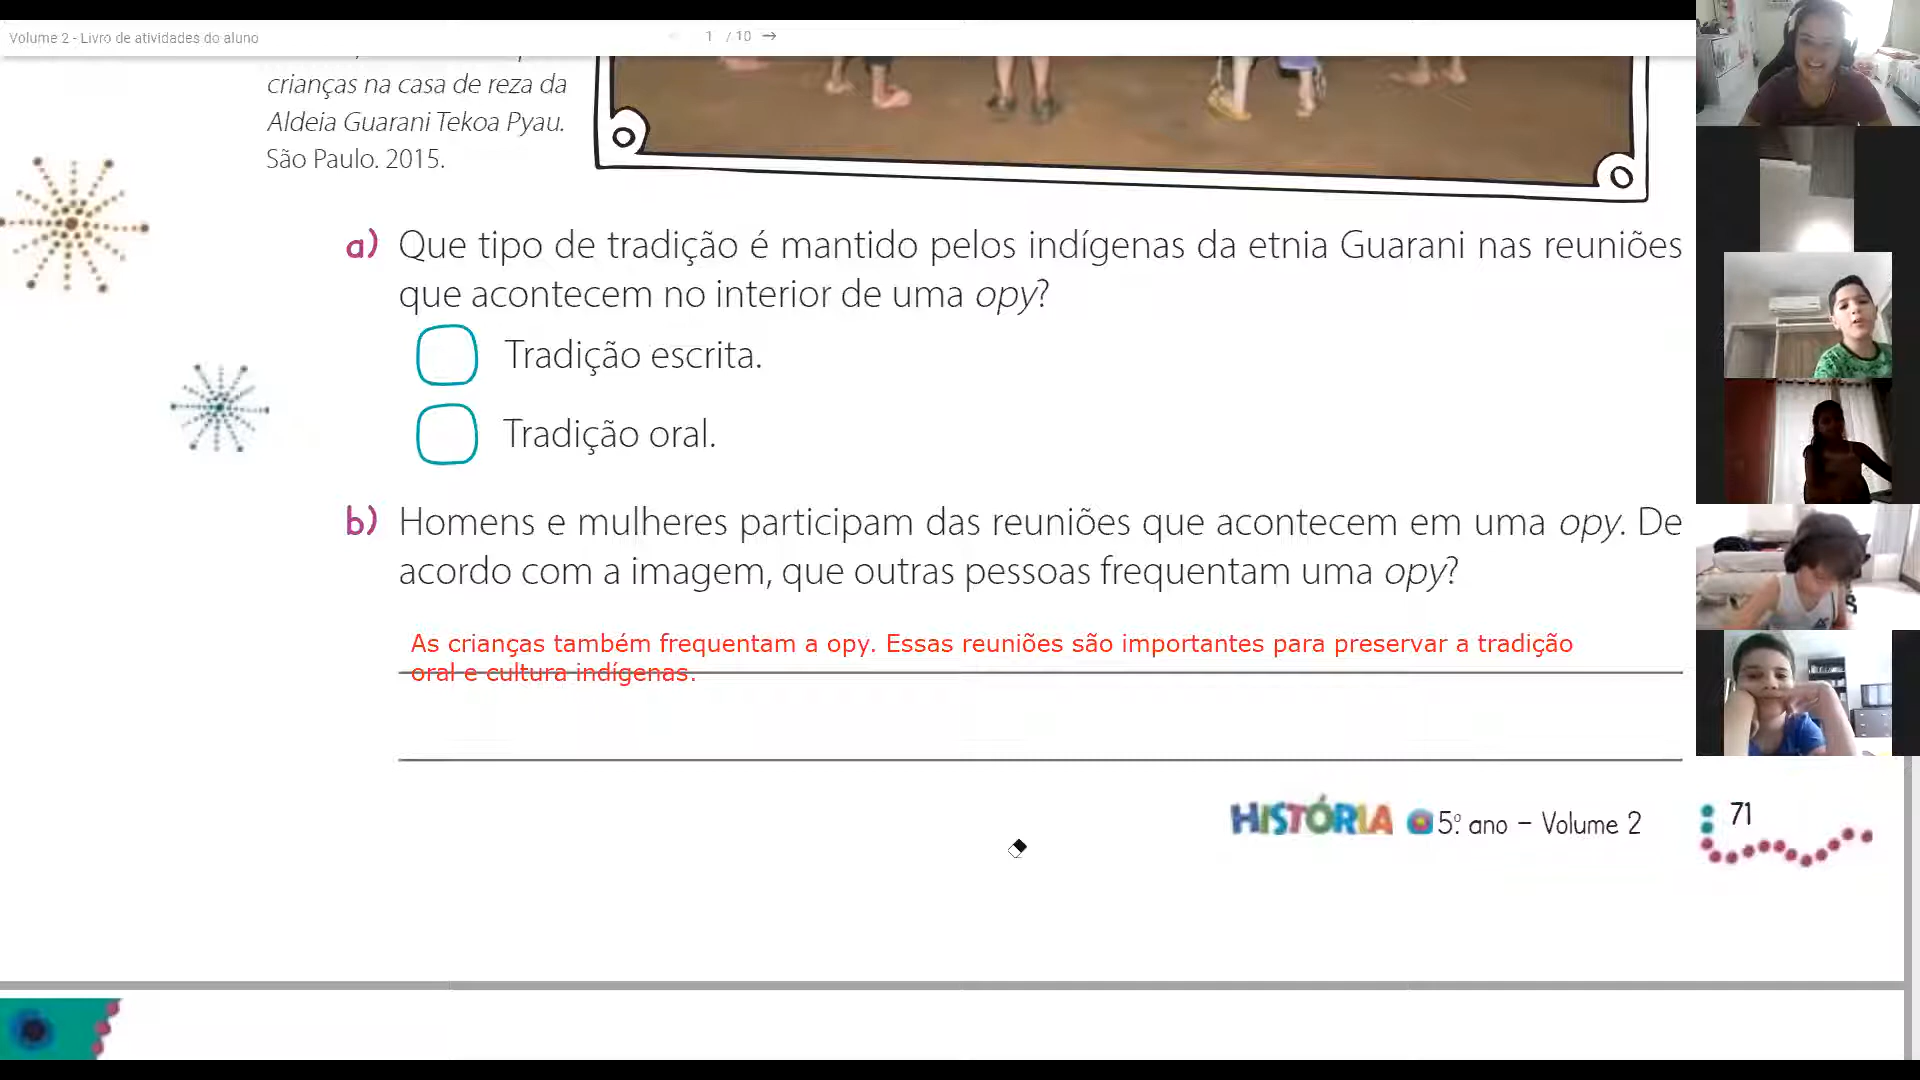 Volume 2 - Livro de atividades do aluno
1 / 10
crianças na casa de reza da
Aldeia Guarani Tekoa Pyau.
São Paulo. 2015.
a) Que tipo de tradição é mantido pelos indígenas da etnia Guarani nas reuniões
que acontecem no interior de uma opy?
Tradição escrita.
Tradição oral.
b) Homens e mulheres participam das reuniões que acontecem em uma opy. De
acordo com a imagem, que outras pessoas frequentam uma opy?
As crianças também frequentam a opy. Essas reuniões são importantes para preservar a tradição
oral e cultura indígenas.
HISTÓRIA 5º. ano – Volume 2 71